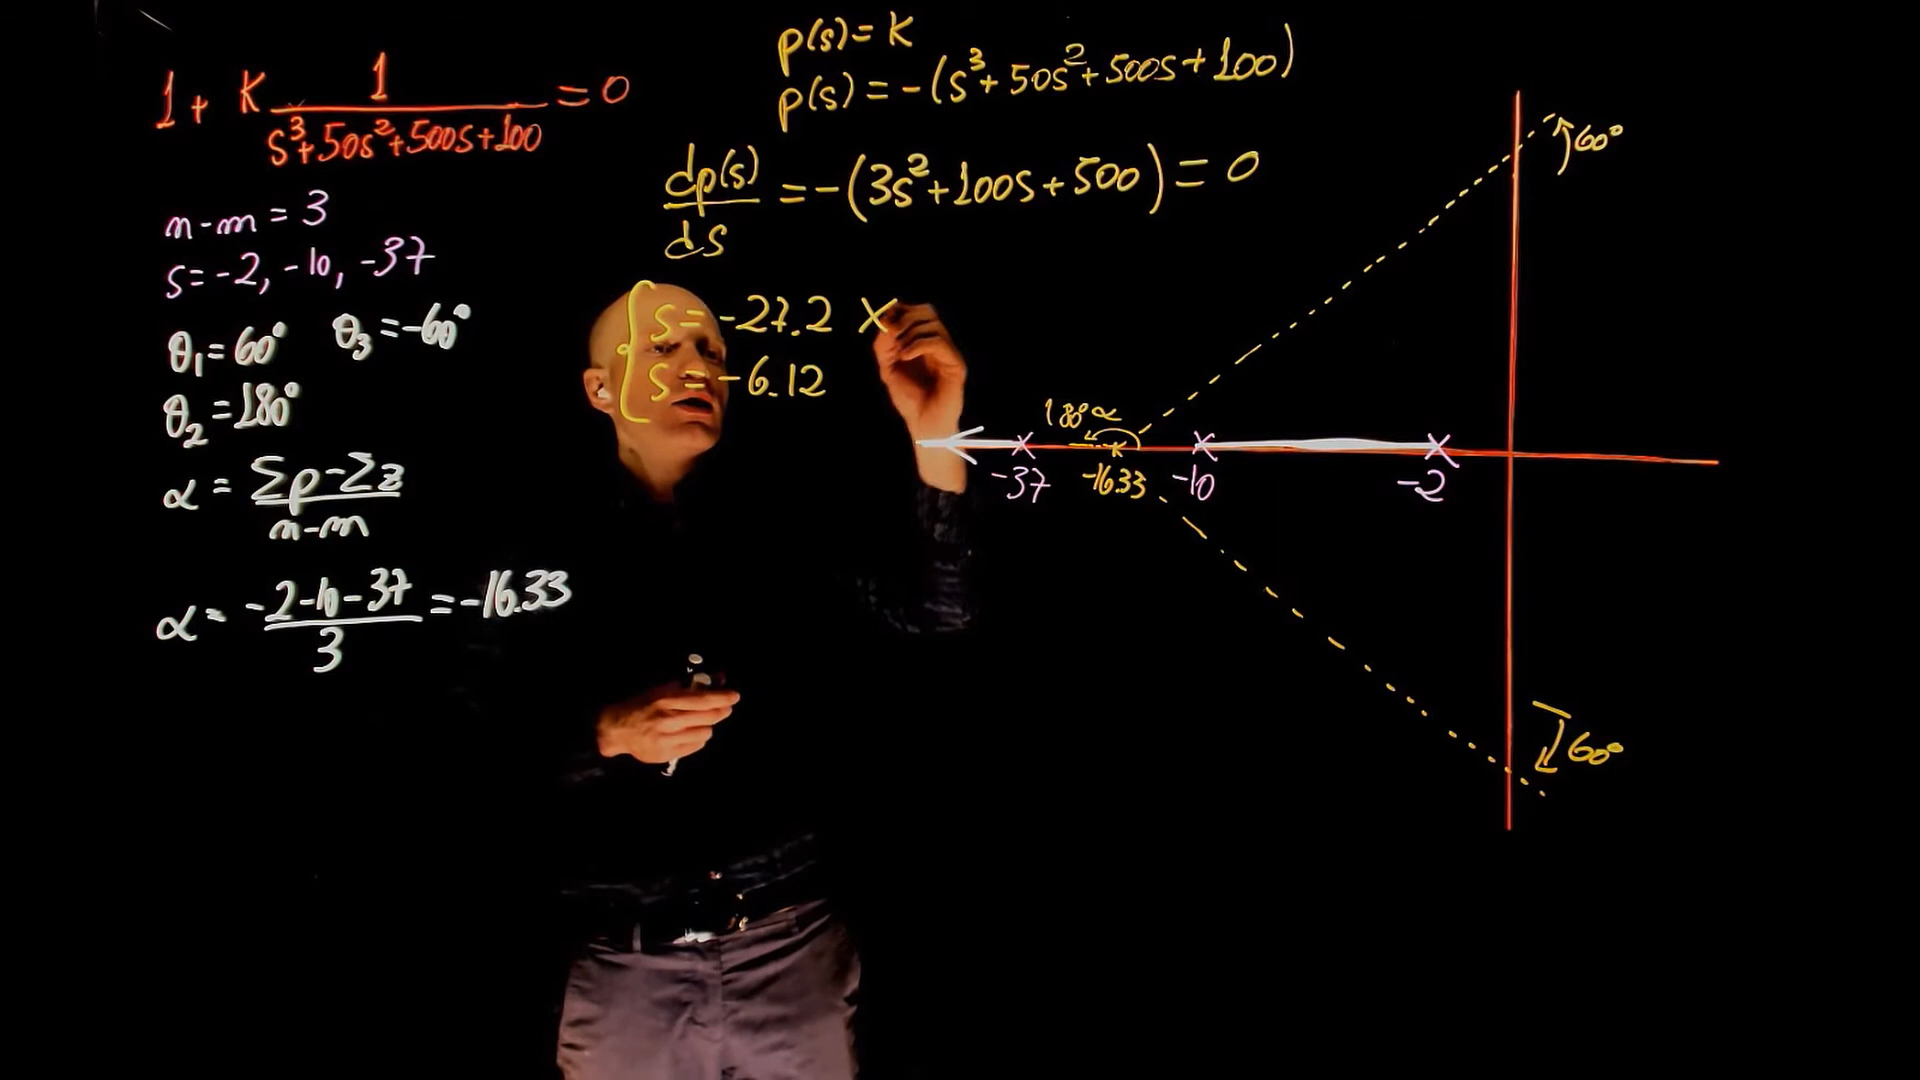 1 + K 1/(s³+50s²+500s+100) = 0
n-m = 3
s = -2, -10, -37
θ₁ = 60° θ₃ = -60°
θ₂ = 180°
α = (Σp-Σz)/(n-m)
α = (-2-10-37)/3 = -16.33
p(s) = K
p(s) = -(s³+50s²+500s+100)
dp(s)/ds = -(3s²+100s+500) = 0
{ s = -27.2 X
s = -6.12
60°
180° α
-37 -16.33 -10 -2
60°